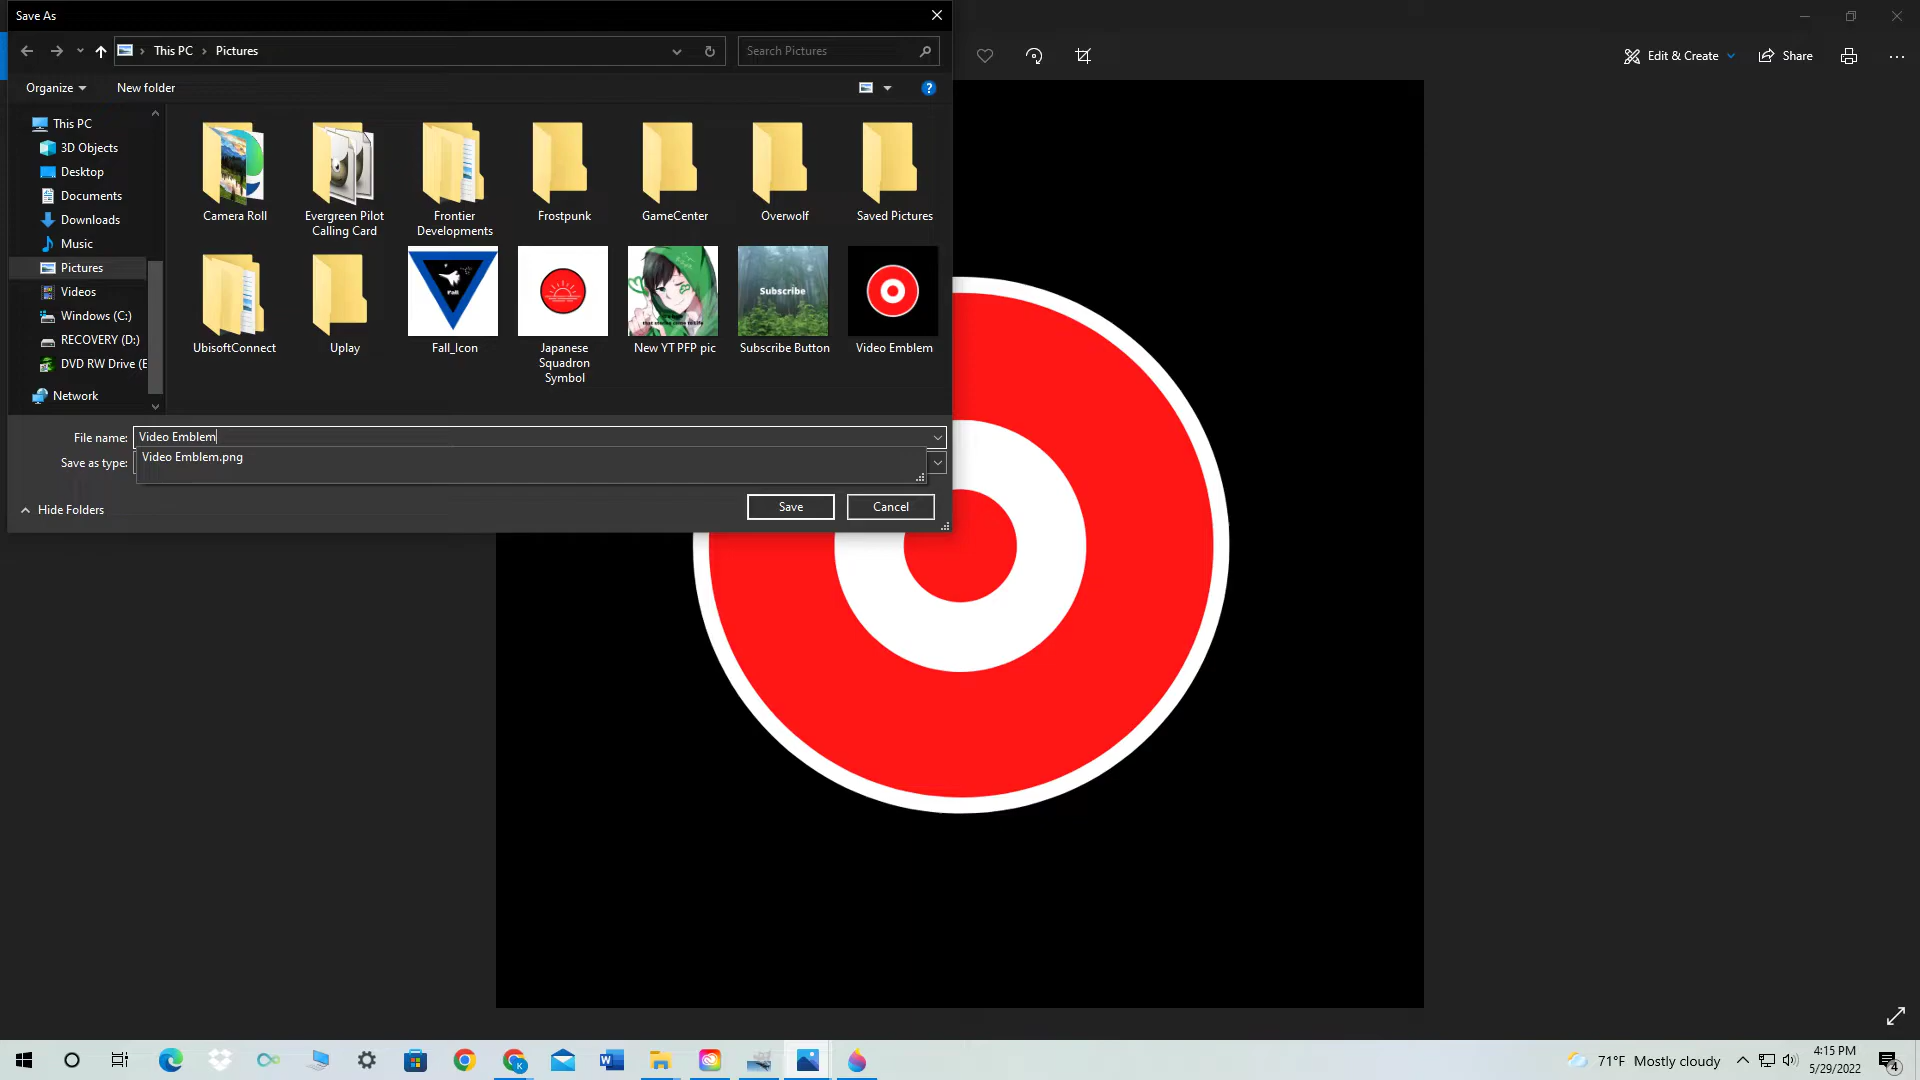 Save As
This PC
Pictures
Search Pictures
Edit & Create
Share
Organize
New folder
This PC
3D Objects
Desktop
Documents
Downloads
Music
Pictures
Videos
Windows (C:)
RECOVERY (D:)
DVD RW Drive (E
Network
Camera Roll
Evergreen Pilot
Calling Card
Frontier
Developments
Frostpunk
GameCenter
Overwolf
Saved Pictures
UbisoftConnect
Uplay
Fall
Fall_Icon
Japanese
Squadron
Symbol
New YT PFP pic
Subscribe
Subscribe Button
Video Emblem
File name:
Video Emblem
Video Emblem.png
Save as type:
Save
Cancel
Hide Folders
71°F Mostly cloudy
4:15 PM
5/29/2022
4